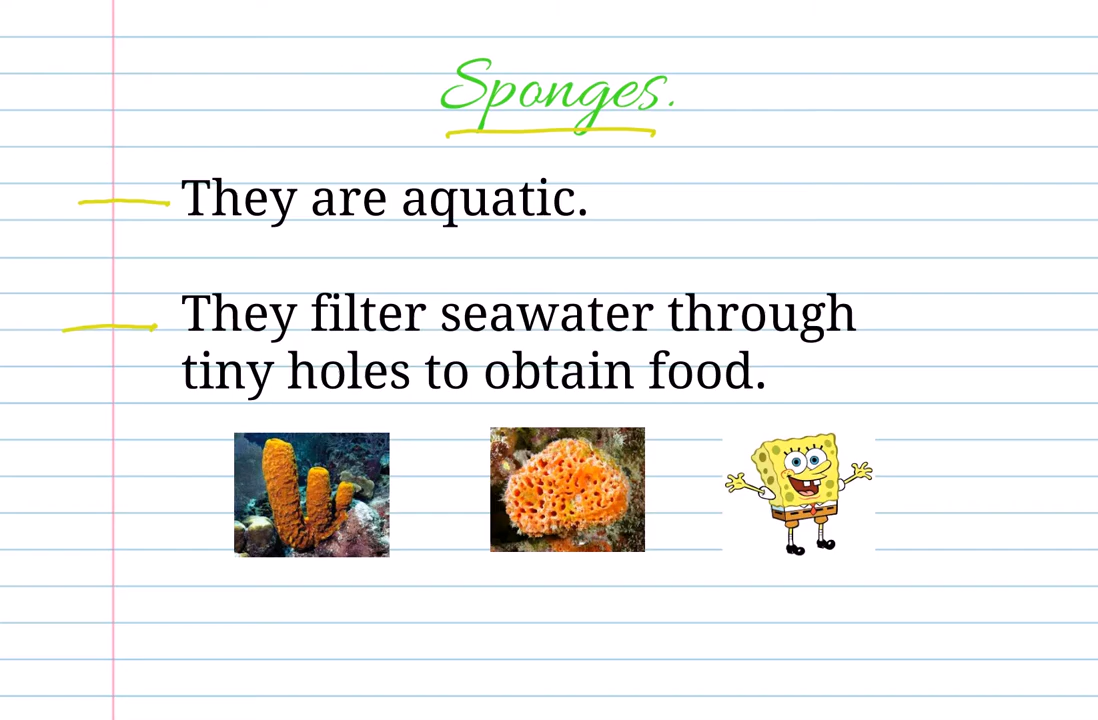 Sponges.
They are aquatic.
They filter seawater through
tiny holes to obtain food.